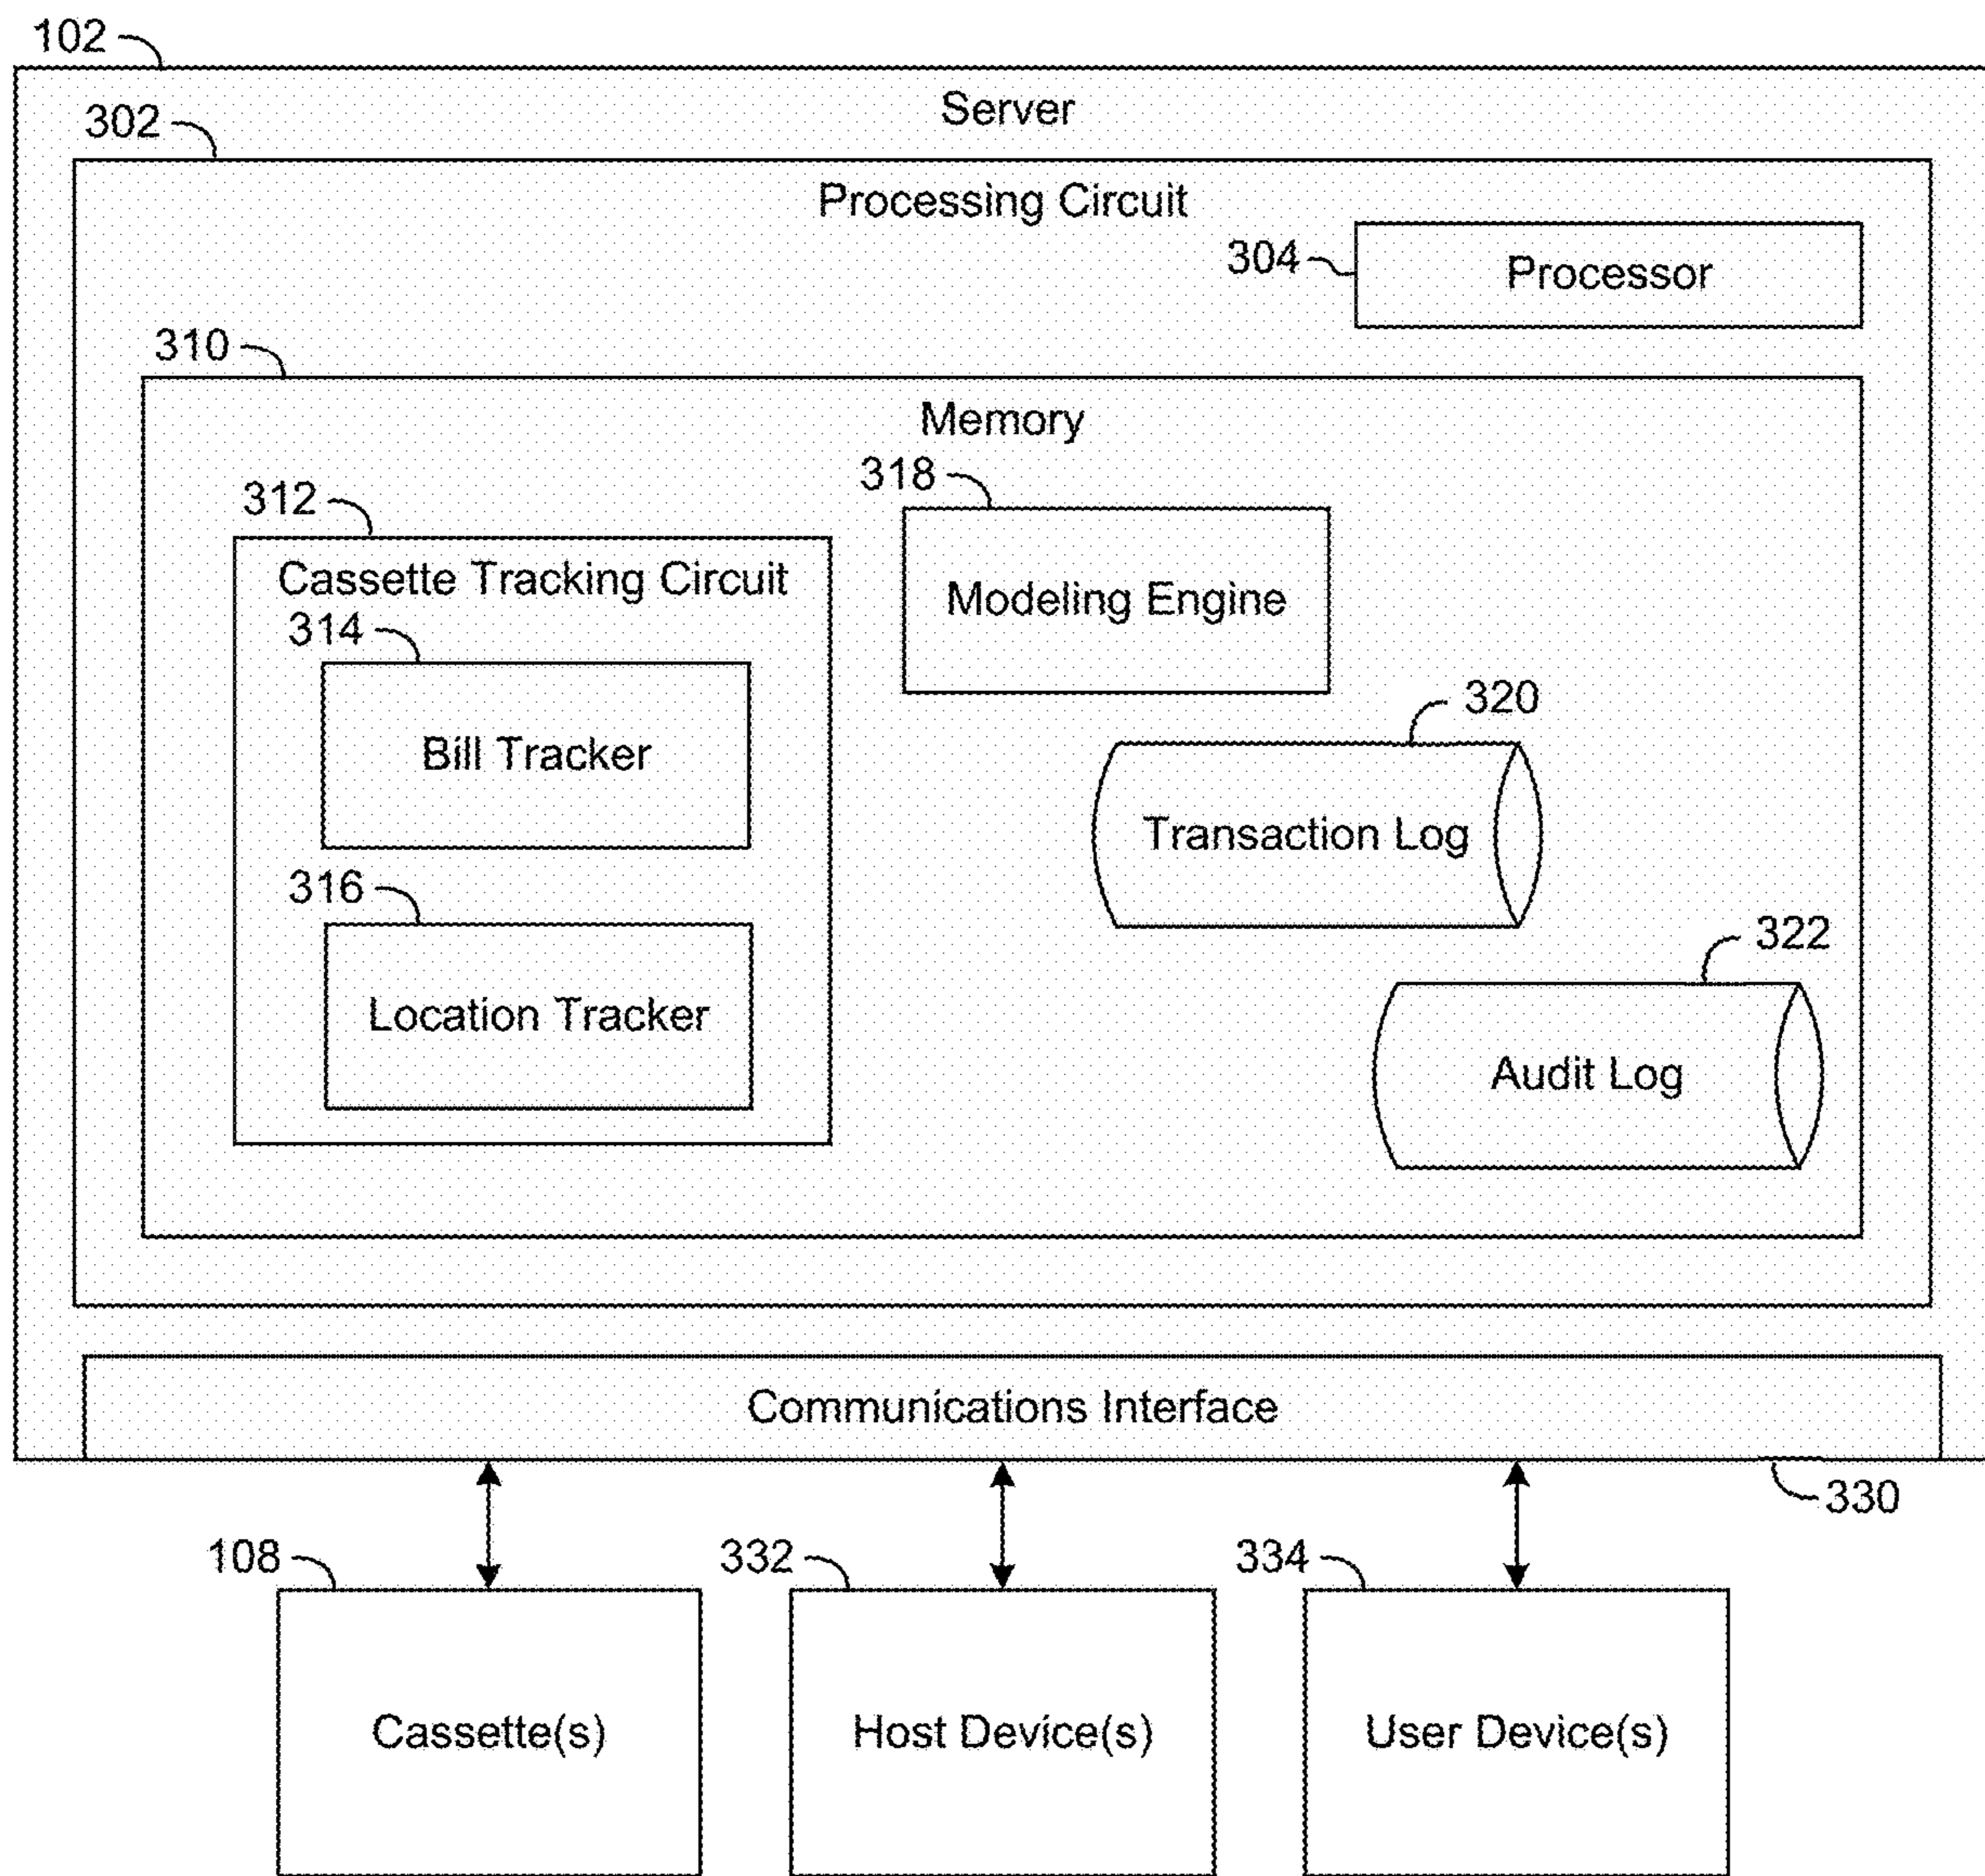 102
Server
302
Processing Circuit
304
Processor
310
Memory
318
312
Cassette Tracking Circuit
Modeling Engine
314
320
Bill Tracker
Transaction Log
316
322
Location Tracker
Audit Log
Communications Interface
330
108
332
334
Cassette(s)
Host Device(s)
User Device(s)